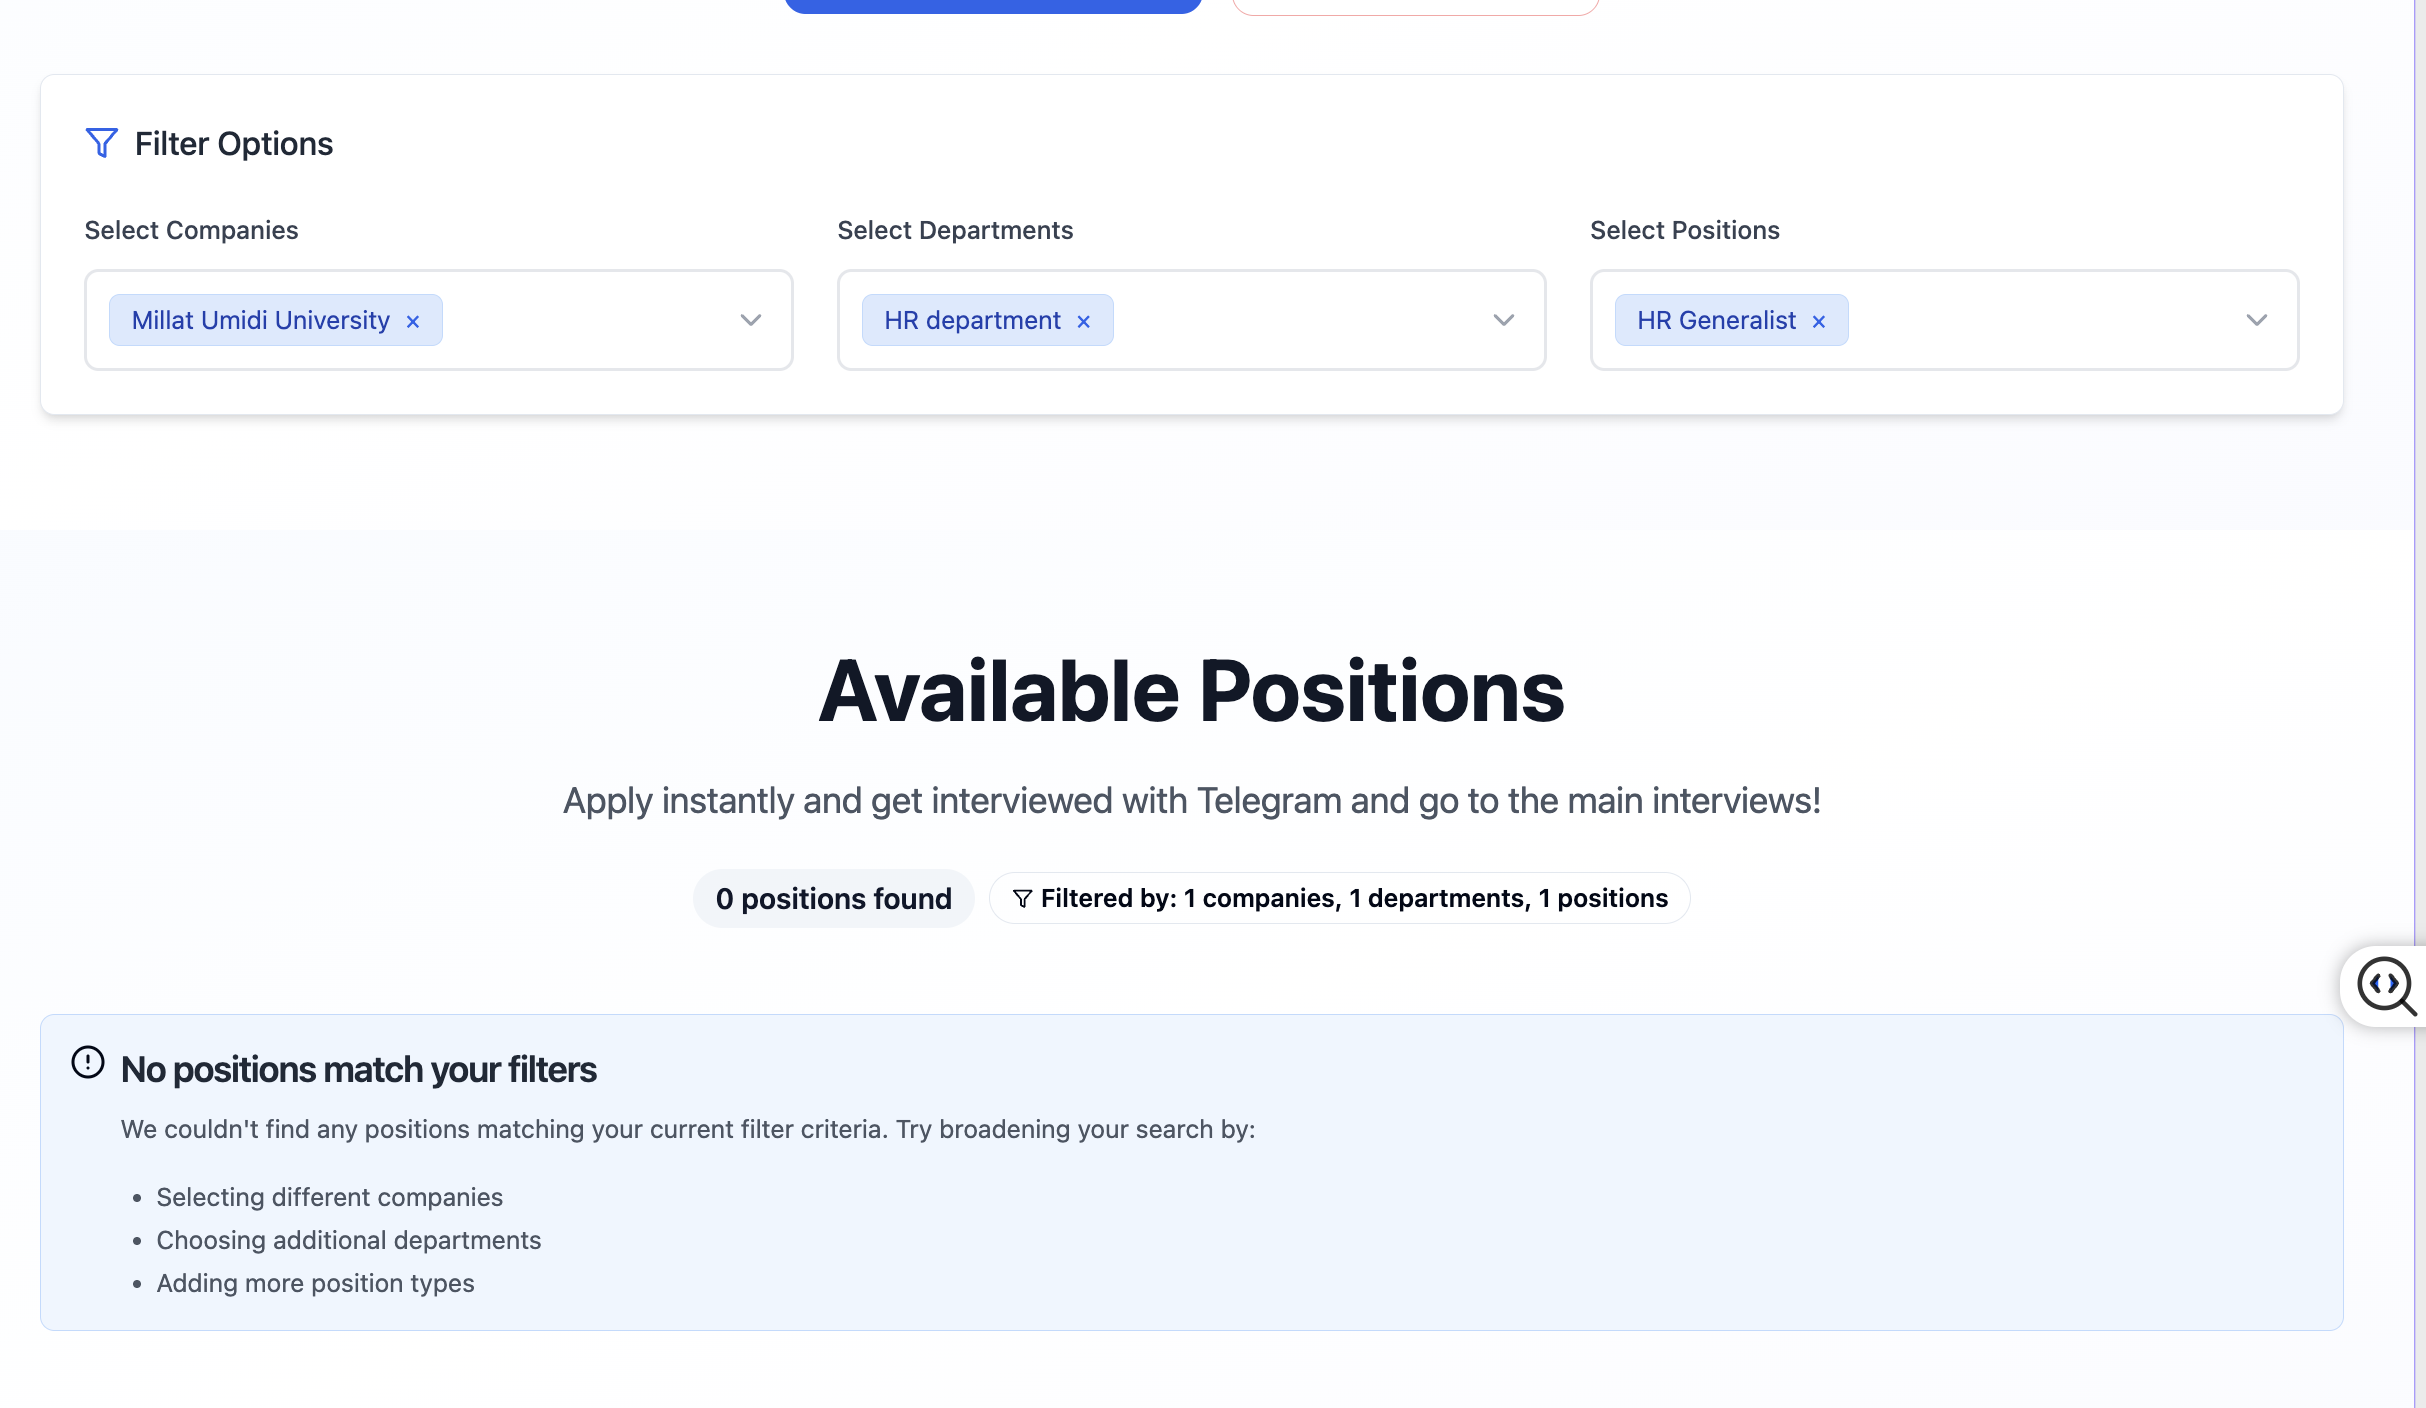 Filter Options
Select Companies
Select Departments
Select Positions
Millat Umidi University ×
HR department ×
HR Generalist ×
Available Positions
Apply instantly and get interviewed with Telegram and go to the main interviews!
0 positions found
Filtered by: 1 companies, 1 departments, 1 positions
No positions match your filters
We couldn't find any positions matching your current filter criteria. Try broadening your search by:
• Selecting different companies
• Choosing additional departments
• Adding more position types